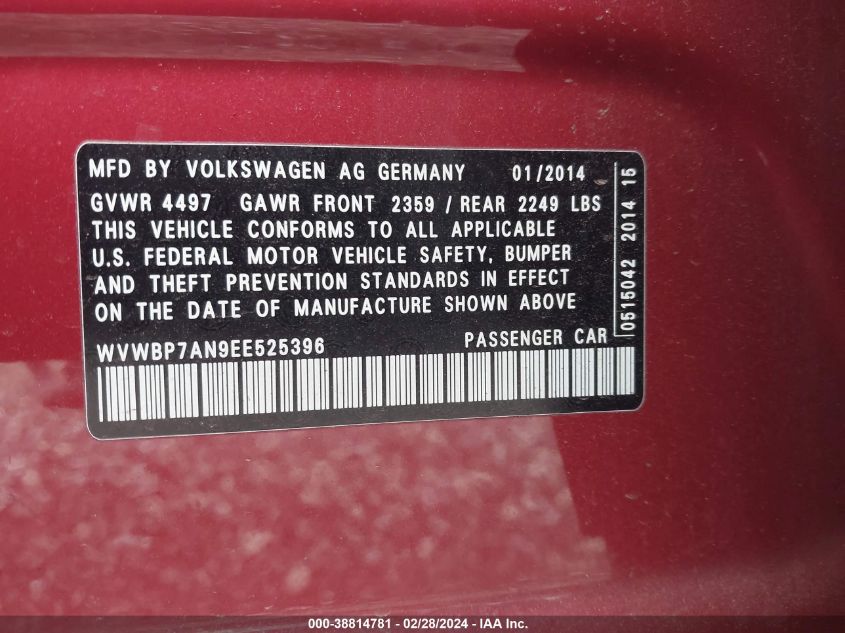 MFD BY VOLKSWAGEN AG GERMANY 01/2014
GVWR 4497 GAWR FRONT 2359 / REAR 2249 LBS
THIS VEHICLE CONFORMS TO ALL APPLICABLE
U.S. FEDERAL MOTOR VEHICLE SAFETY, BUMPER
AND THEFT PREVENTION STANDARDS IN EFFECT
ON THE DATE OF MANUFACTURE SHOWN ABOVE
WVWBP7AN9EE525396 PASSENGER CAR
0515042 2014 15
000-38814781 - 02/28/2024 - IAA Inc.